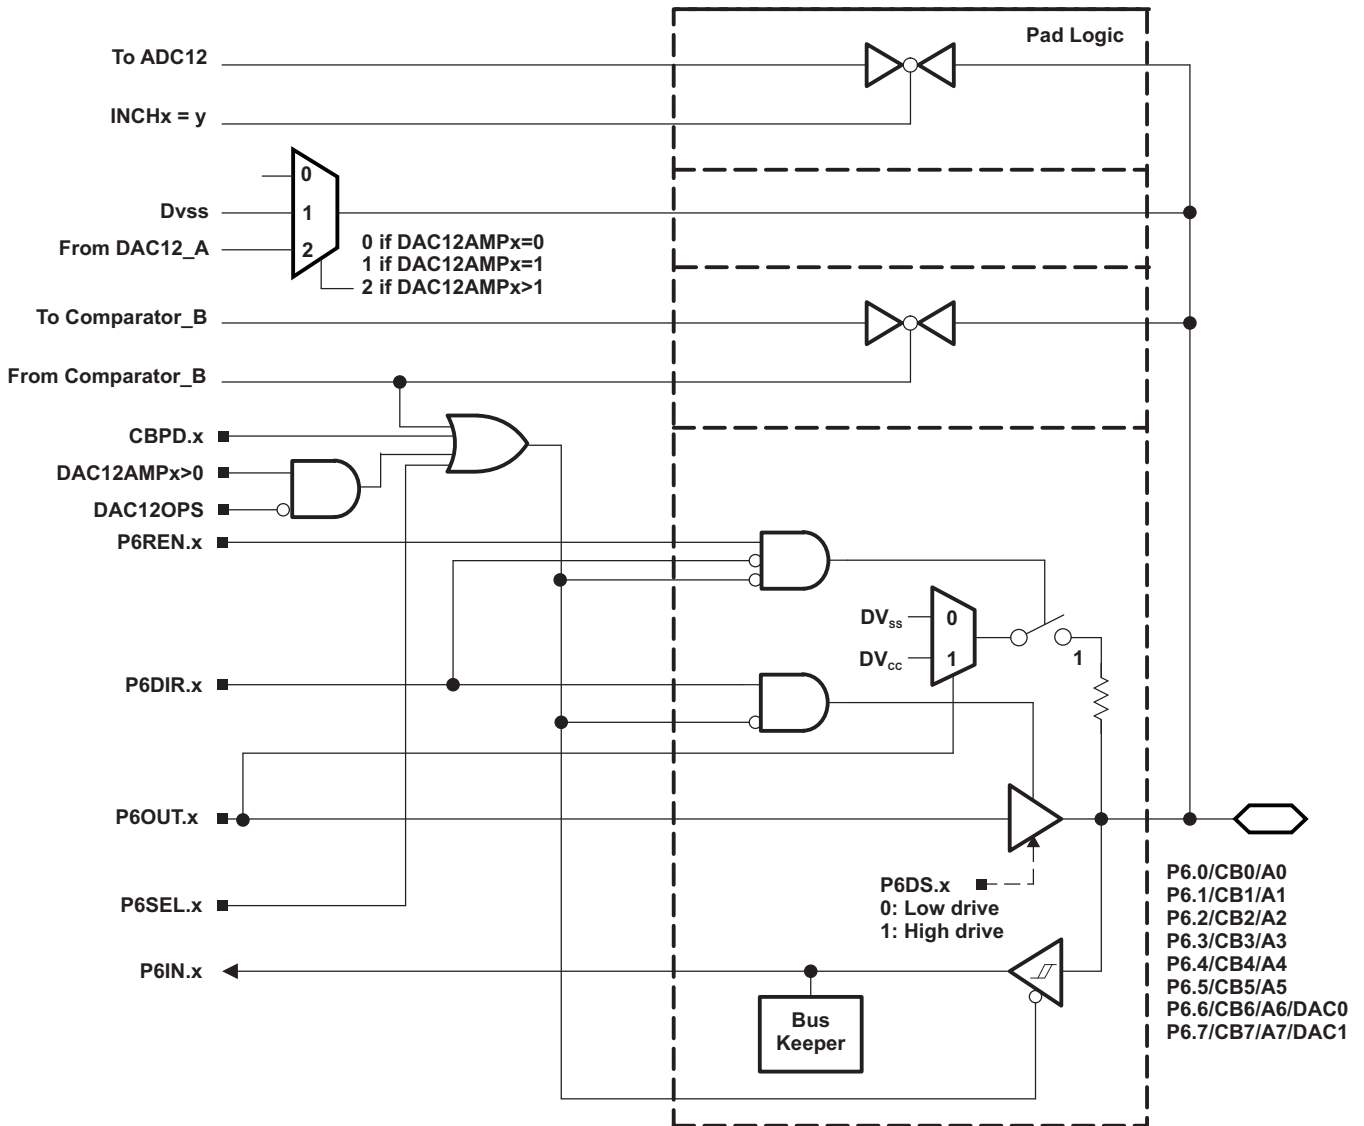 Pad Logic
To ADC12
INCHx = y
0
Dvss
1
From DAC12_A
2
0 if DAC12AMPx=0
1 if DAC12AMPx=1
2 if DAC12AMPx>1
To Comparator_B
From Comparator_B
CBPD.x
DAC12AMPx>0
DAC12OPS
P6REN.x
DVss
0
DVcc
1
1
P6DIR.x
P6OUT.x
P6DS.x
0: Low drive
1: High drive
P6SEL.x
P6IN.x
Bus
Keeper
P6.0/CB0/A0
P6.1/CB1/A1
P6.2/CB2/A2
P6.3/CB3/A3
P6.4/CB4/A4
P6.5/CB5/A5
P6.6/CB6/A6/DAC0
P6.7/CB7/A7/DAC1